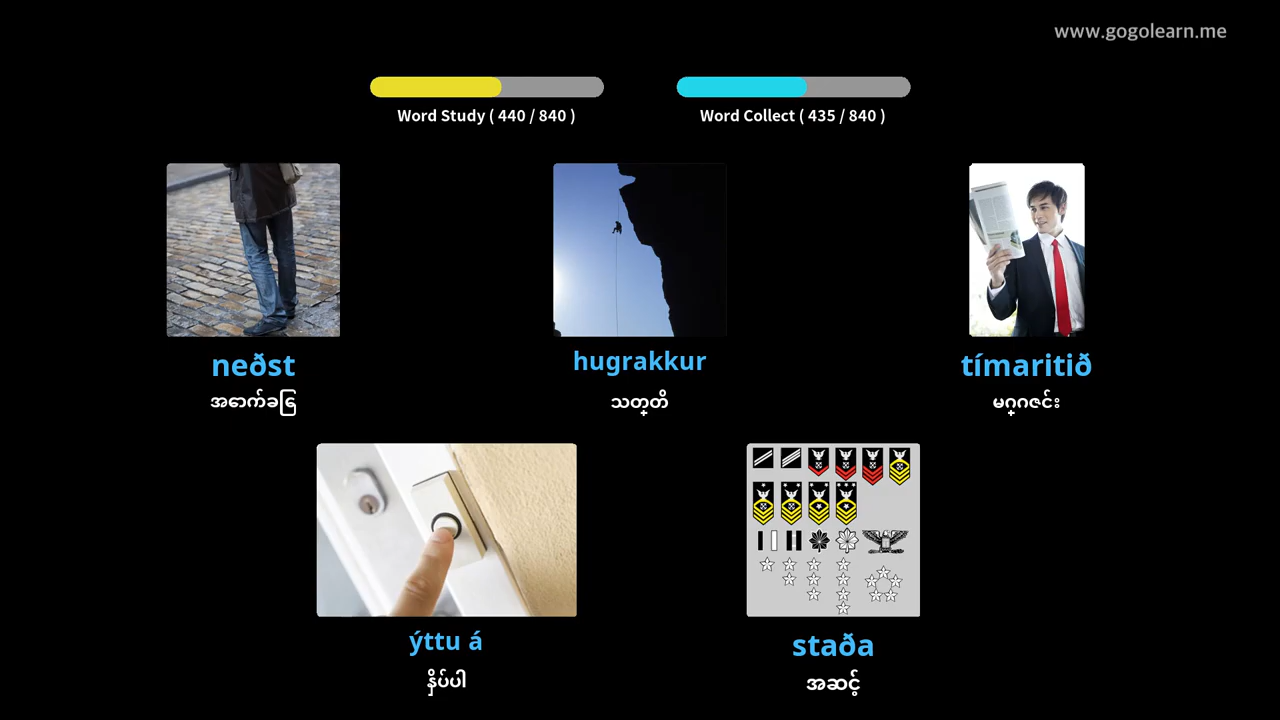 www.gogolearn.me
Word Study ( 440 / 840 )
Word Collect ( 435 / 840 )
neðst
အောက်ခြေ
hugrakkur
သတ္တိ
tímaritið
မဂ္ဂဇင်း
ýttu á
နှိပ်ပါ
staða
အဆင့်